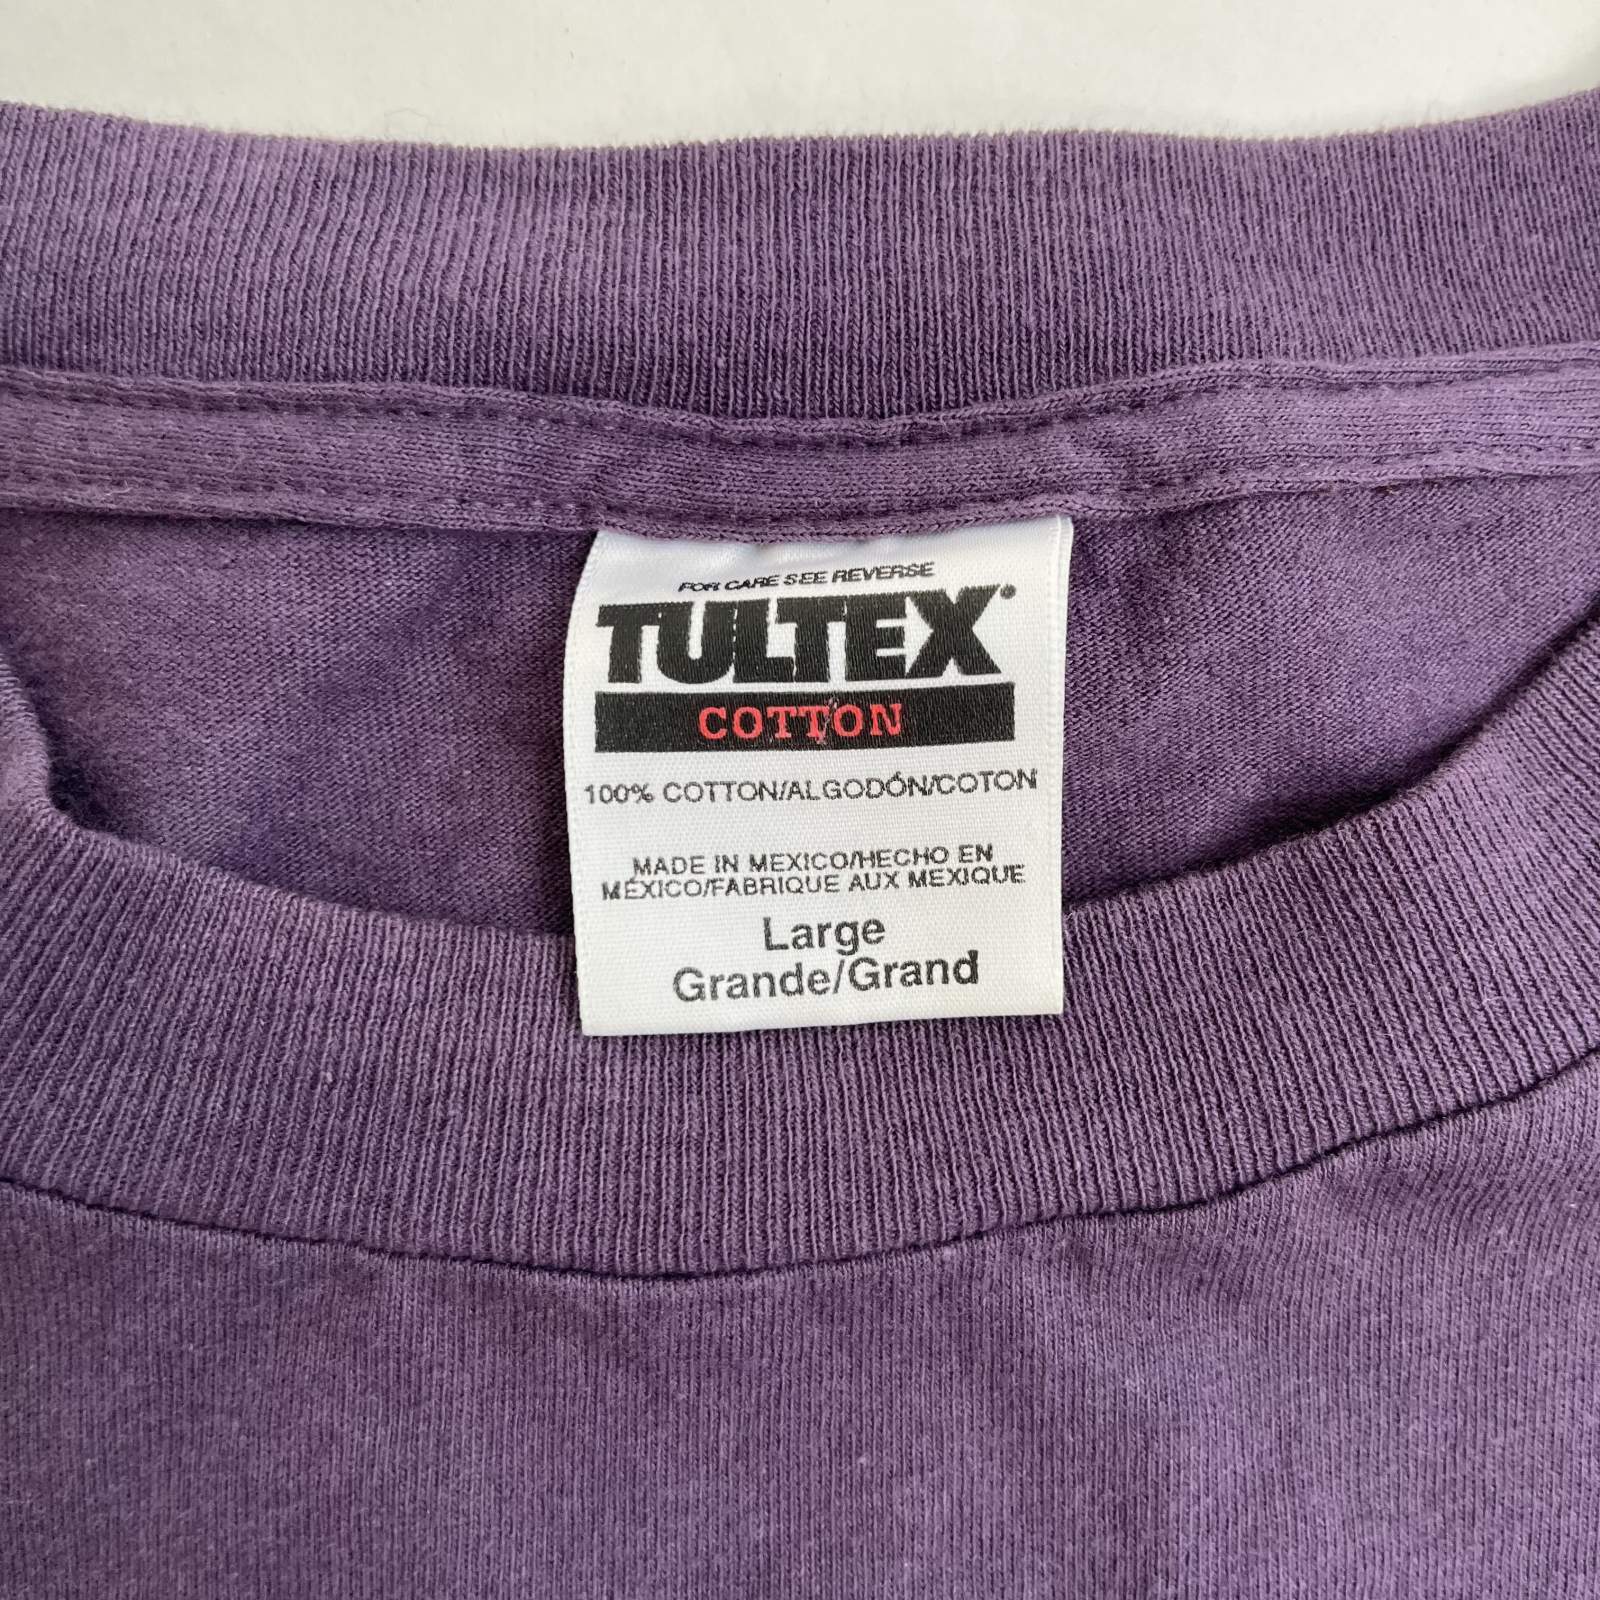 FOR CARE SEE REVERSE
TULTEX®
COTTON
100% COTTON/ALGODÓN/COTON
MADE IN MEXICO/HECHO EN
MÉXICO/FABRIQUE AUX MEXIQUE
Large
Grande/Grand